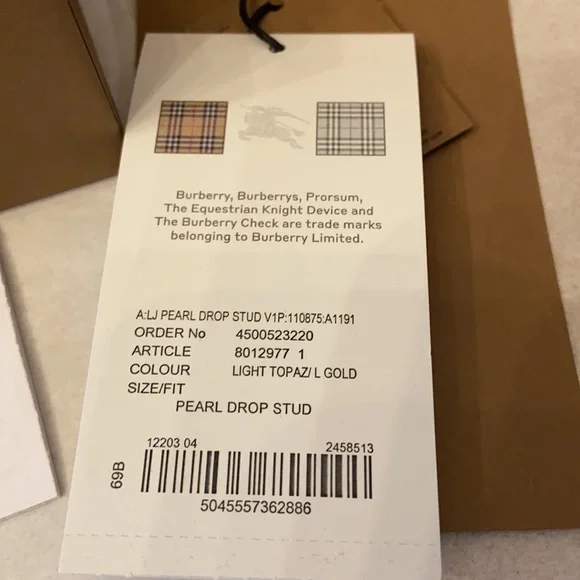 Burberry, Burberrys, Prorsum,
The Equestrian Knight Device and
The Burberry Check are trade marks
belonging to Burberry Limited.
A:LJ PEARL DROP STUD V1P:110875:A1191
ORDER No 4500523220
ARTICLE 8012977 1
COLOUR LIGHT TOPAZ/ L GOLD
SIZE/FIT
PEARL DROP STUD
12203 04 2458513
69B
5045557362886